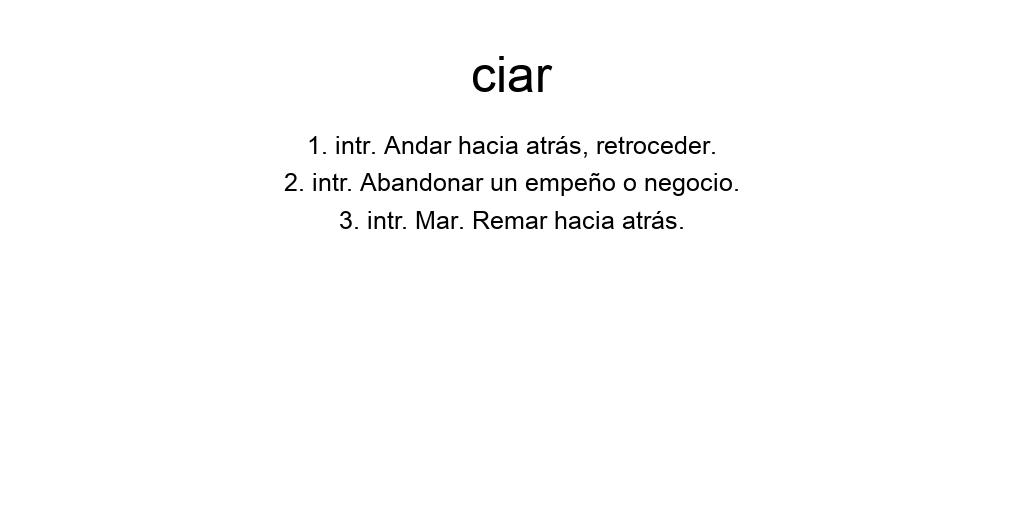 ciar
1. intr. Andar hacia atrás, retroceder.
2. intr. Abandonar un empeño o negocio.
3. intr. Mar. Remar hacia atrás.